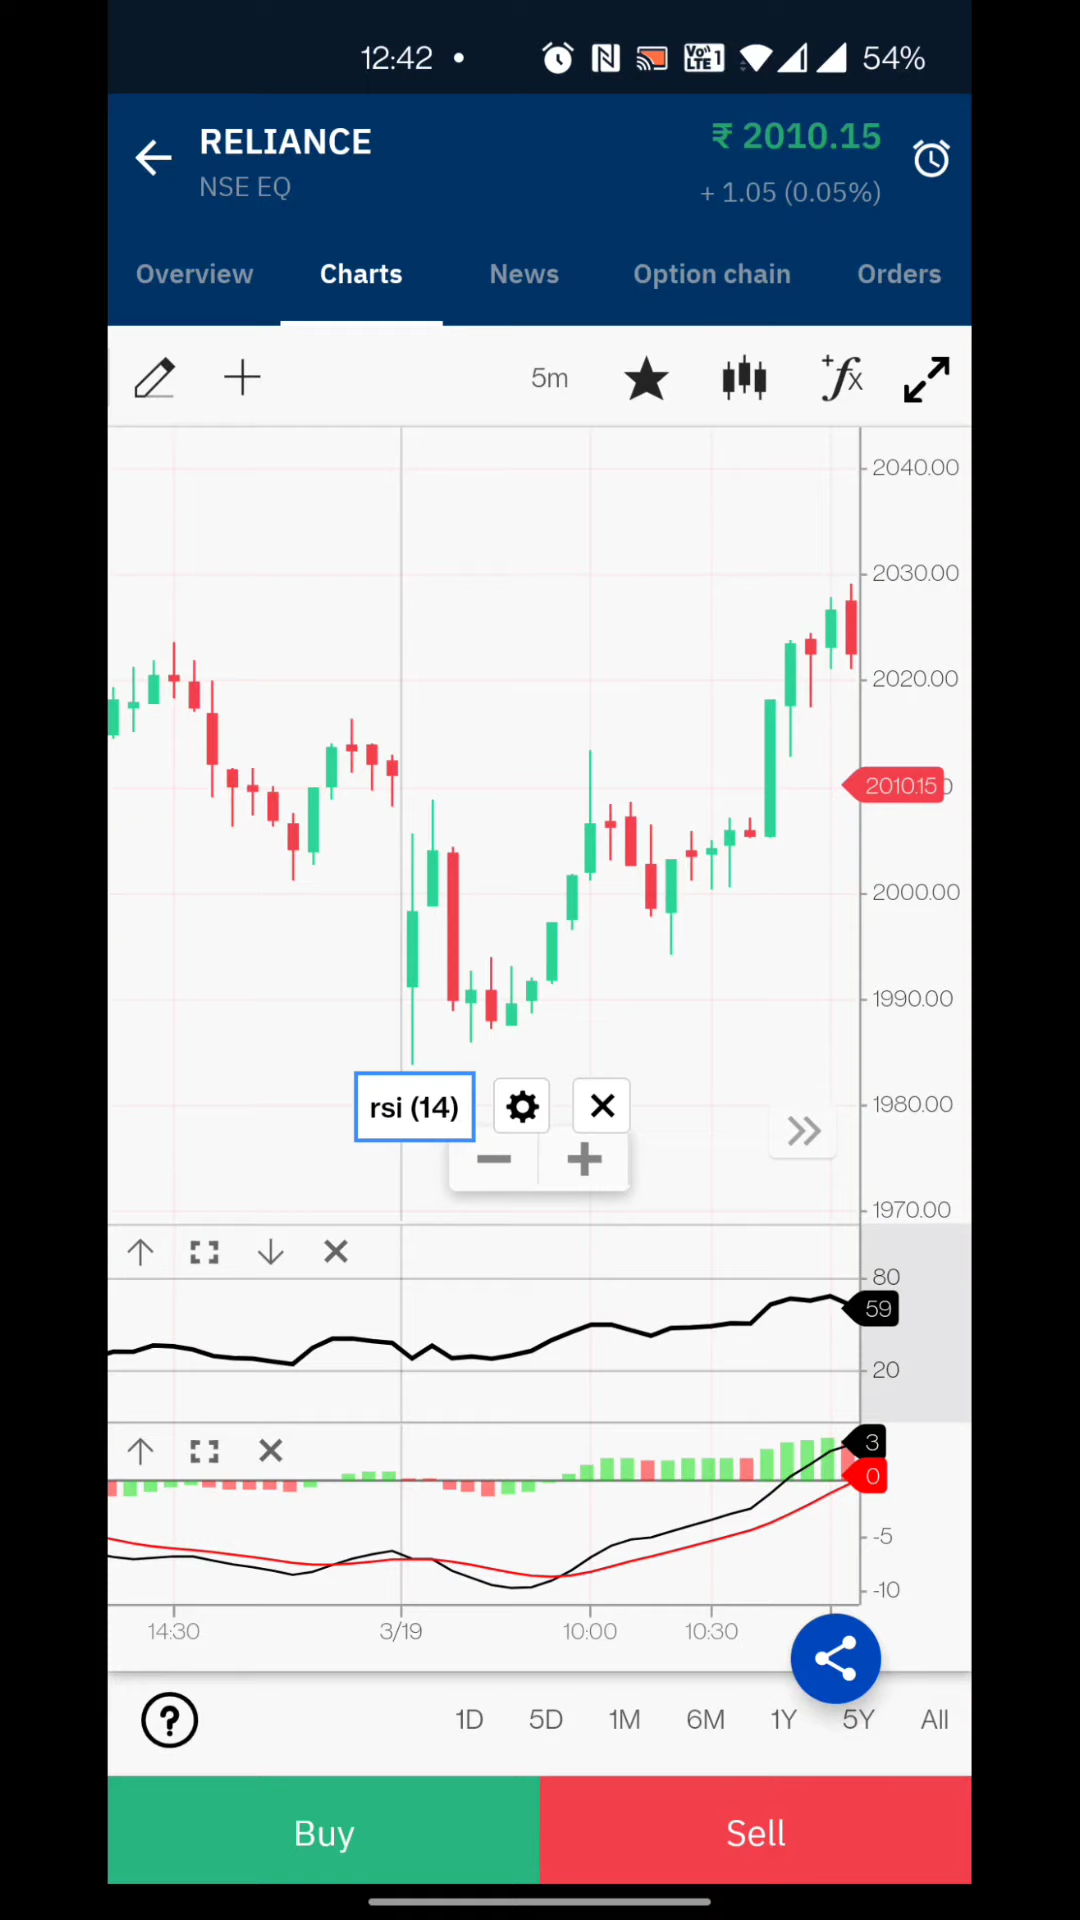 12:42 • VoLTE 1 54%
RELIANCE ₹ 2010.15
NSE EQ + 1.05 (0.05%)
Overview Charts News Option chain Orders
5m +fx
2040.00
2030.00
2020.00
2010.15
2000.00
1990.00
rsi (14) 1980.00
1970.00
80
59
20
3
0
-5
-10
14:30 3/19 10:00 10:30
? 1D 5D 1M 6M 1Y 5Y All
Buy Sell